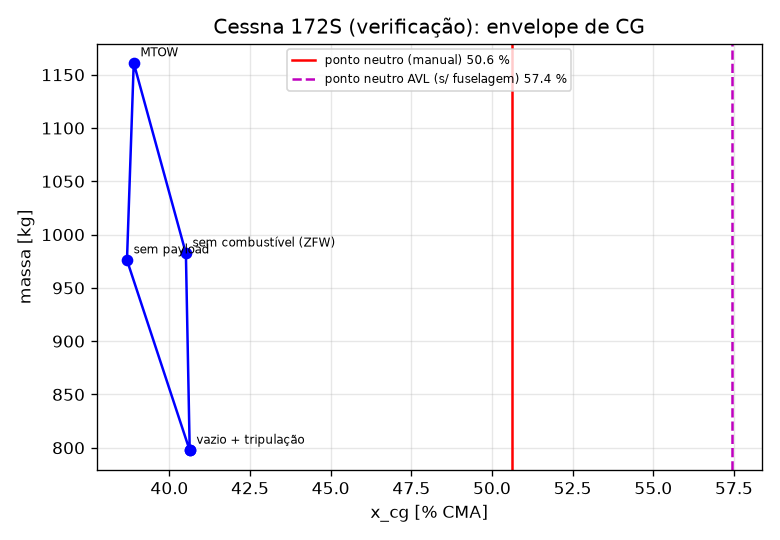 Cessna 172S (verificação): envelope de CG
MTOW
ponto neutro (manual) 50.6 %
ponto neutro AVL (s/ fuselagem) 57.4 %
1150
1100
1050
1000
950
900
850
800
massa [kg]
sem combustível (ZFW)
sem payload
vazio + tripulação
40.0 42.5 45.0 47.5 50.0 52.5 55.0 57.5
x_cg [% CMA]